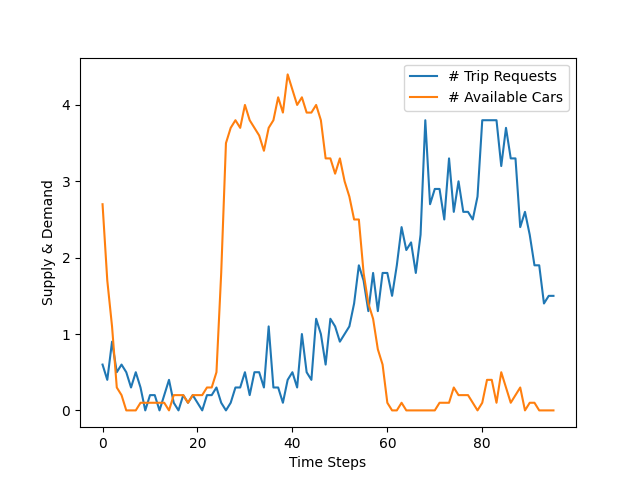 # Trip Requests
# Available Cars
4
3
2
1
0
Supply & Demand
0 20 40 60 80
Time Steps